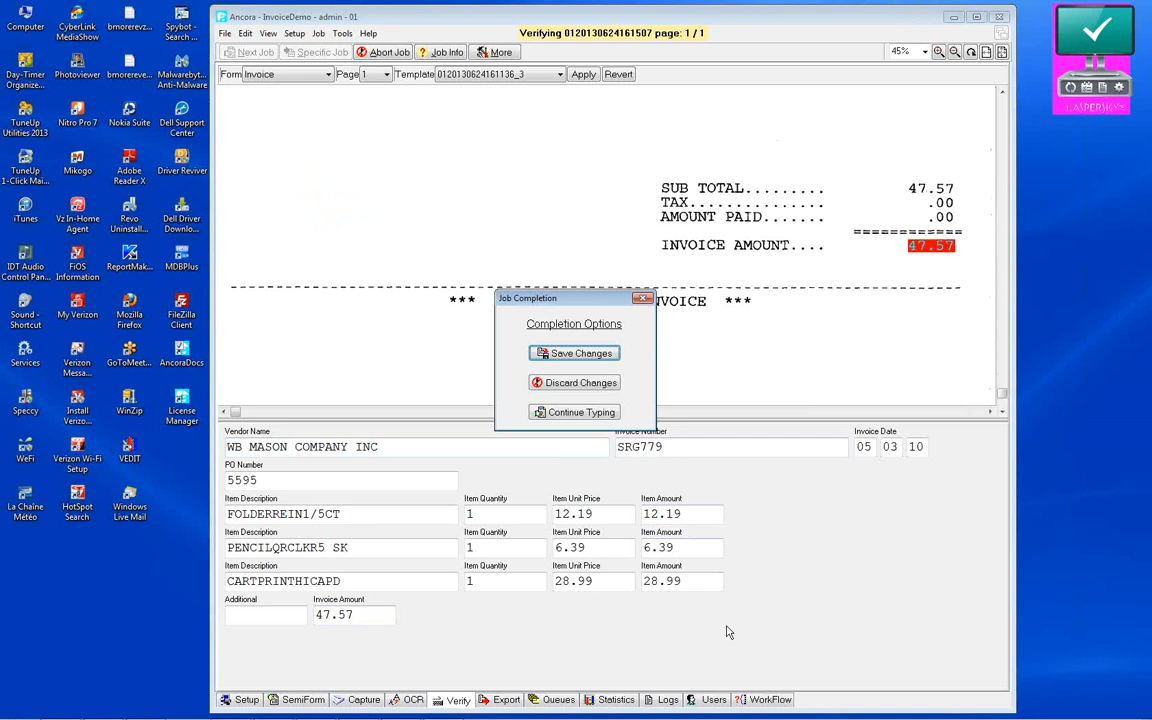 Ancora - InvoiceDemo - admin - 01
File Edit View Setup Job Tools Help
Verifying 0120130624161507 page: 1 / 1
Next Job Specific Job Abort Job ? Job Info More
45%
Form Invoice Page 1 Template 0120130624161136_3 Apply Revert
SUB TOTAL......... 47.57
TAX............... .00
AMOUNT PAID....... .00
============
INVOICE AMOUNT.... 47.57
*** NVOICE ***
Job Completion
Completion Options
Save Changes
Discard Changes
Continue Typing
Vendor Name Invoice Number Invoice Date
WB MASON COMPANY INC SRG779 05 03 10
PO Number
5595
Item Description Item Quantity Item Unit Price Item Amount
FOLDERREIN1/5CT 1 12.19 12.19
Item Description Item Quantity Item Unit Price Item Amount
PENCILQRCLKR5 SK 1 6.39 6.39
Item Description Item Quantity Item Unit Price Item Amount
CARTPRINTHICAPD 1 28.99 28.99
Additional Invoice Amount
47.57
Setup SemiForm Capture OCR Verify Export Queues Statistics Logs Users WorkFlow
Computer CyberLink MediaShow bmorerevz... Spybot - Search ...
Day-Timer Organize... Photoviewer bmorereve... Malwarebyt... Anti-Malware
TuneUp Utilities 2013 Nitro Pro 7 Nokia Suite Dell Support Center
TuneUp 1-Click Mai... Mikogo Adobe Reader X Driver Reviver
iTunes Vz In-Home Agent Revo Uninstall... Dell Driver Downlo...
IDT Audio Control Pan... FiOS Information ReportMak... MDBPlus
Sound - Shortcut My Verizon Mozilla Firefox FileZilla Client
Services Verizon Messa... GoToMeet... AncoraDocs
Speccy Install Verizo... WinZip License Manager
WeFi Verizon Wi-Fi Setup VEDIT
La Chaîne Météo HotSpot Search Windows Live Mail
KASPERSKY